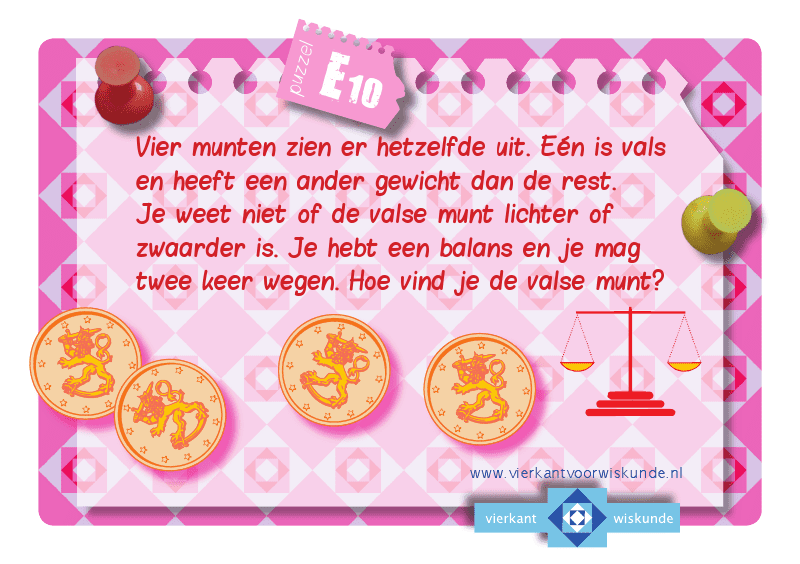 puzzel
E10
Vier munten zien er hetzelfde uit. Eén is vals
en heeft een ander gewicht dan de rest.
Je weet niet of de valse munt lichter of
zwaarder is. Je hebt een balans en je mag
twee keer wegen. Hoe vind je de valse munt?
www.vierkantvoorwiskunde.nl
vierkant wiskunde